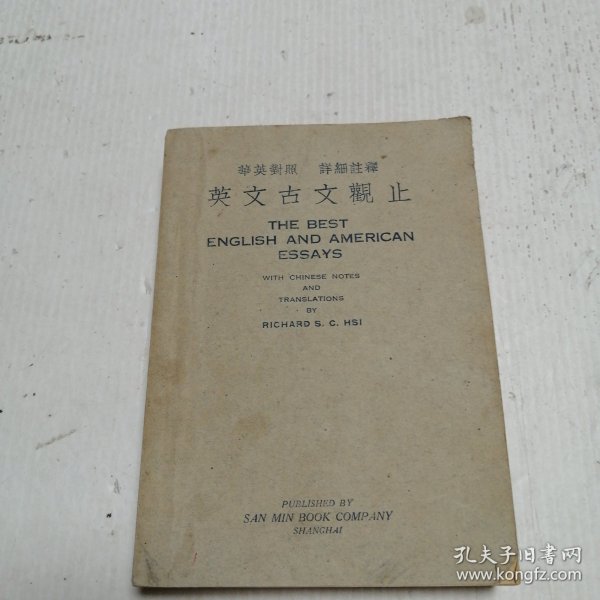 華英對照 詳細註釋
英文古文觀止
THE BEST
ENGLISH AND AMERICAN
ESSAYS
WITH CHINESE NOTES
AND
TRANSLATIONS
BY
RICHARD S. C. HSI
PUBLISHED BY
SAN MIN BOOK COMPANY
SHANGHAI
孔夫子旧书网
www.kongfz.com